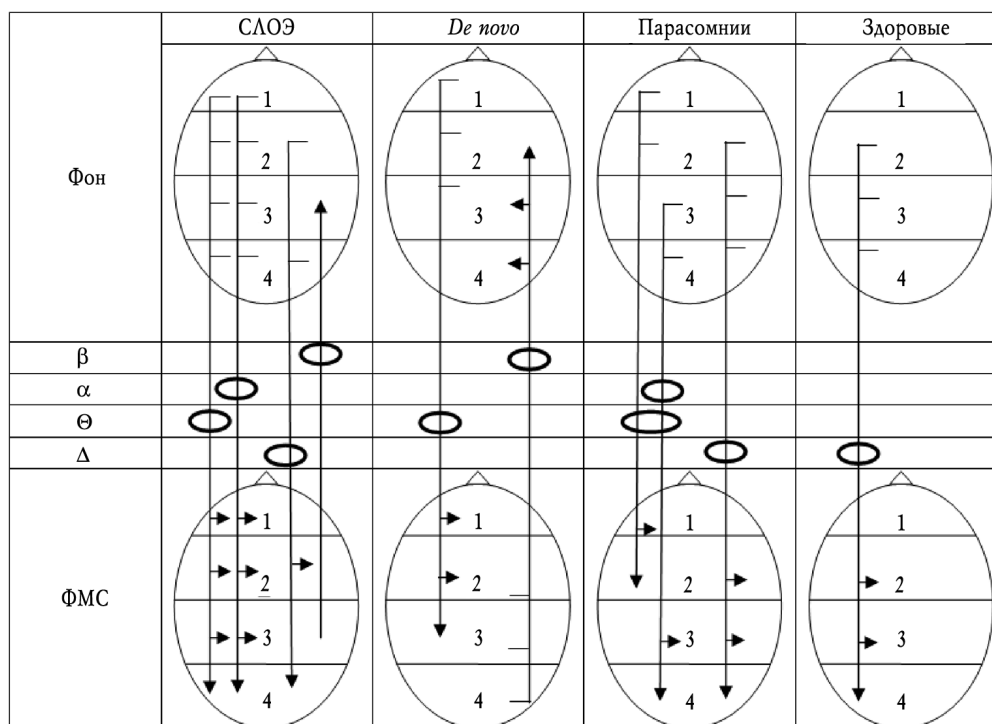 СЛОЭ De novo Парасомнии Здоровые
Фон
1 1 1 1
2 2 2 2
3 3 3 3
4 4 4 4
β
α
Θ
Δ
ФМС
1 1 1 1
2 2 2 2
3 3 3 3
4 4 4 4